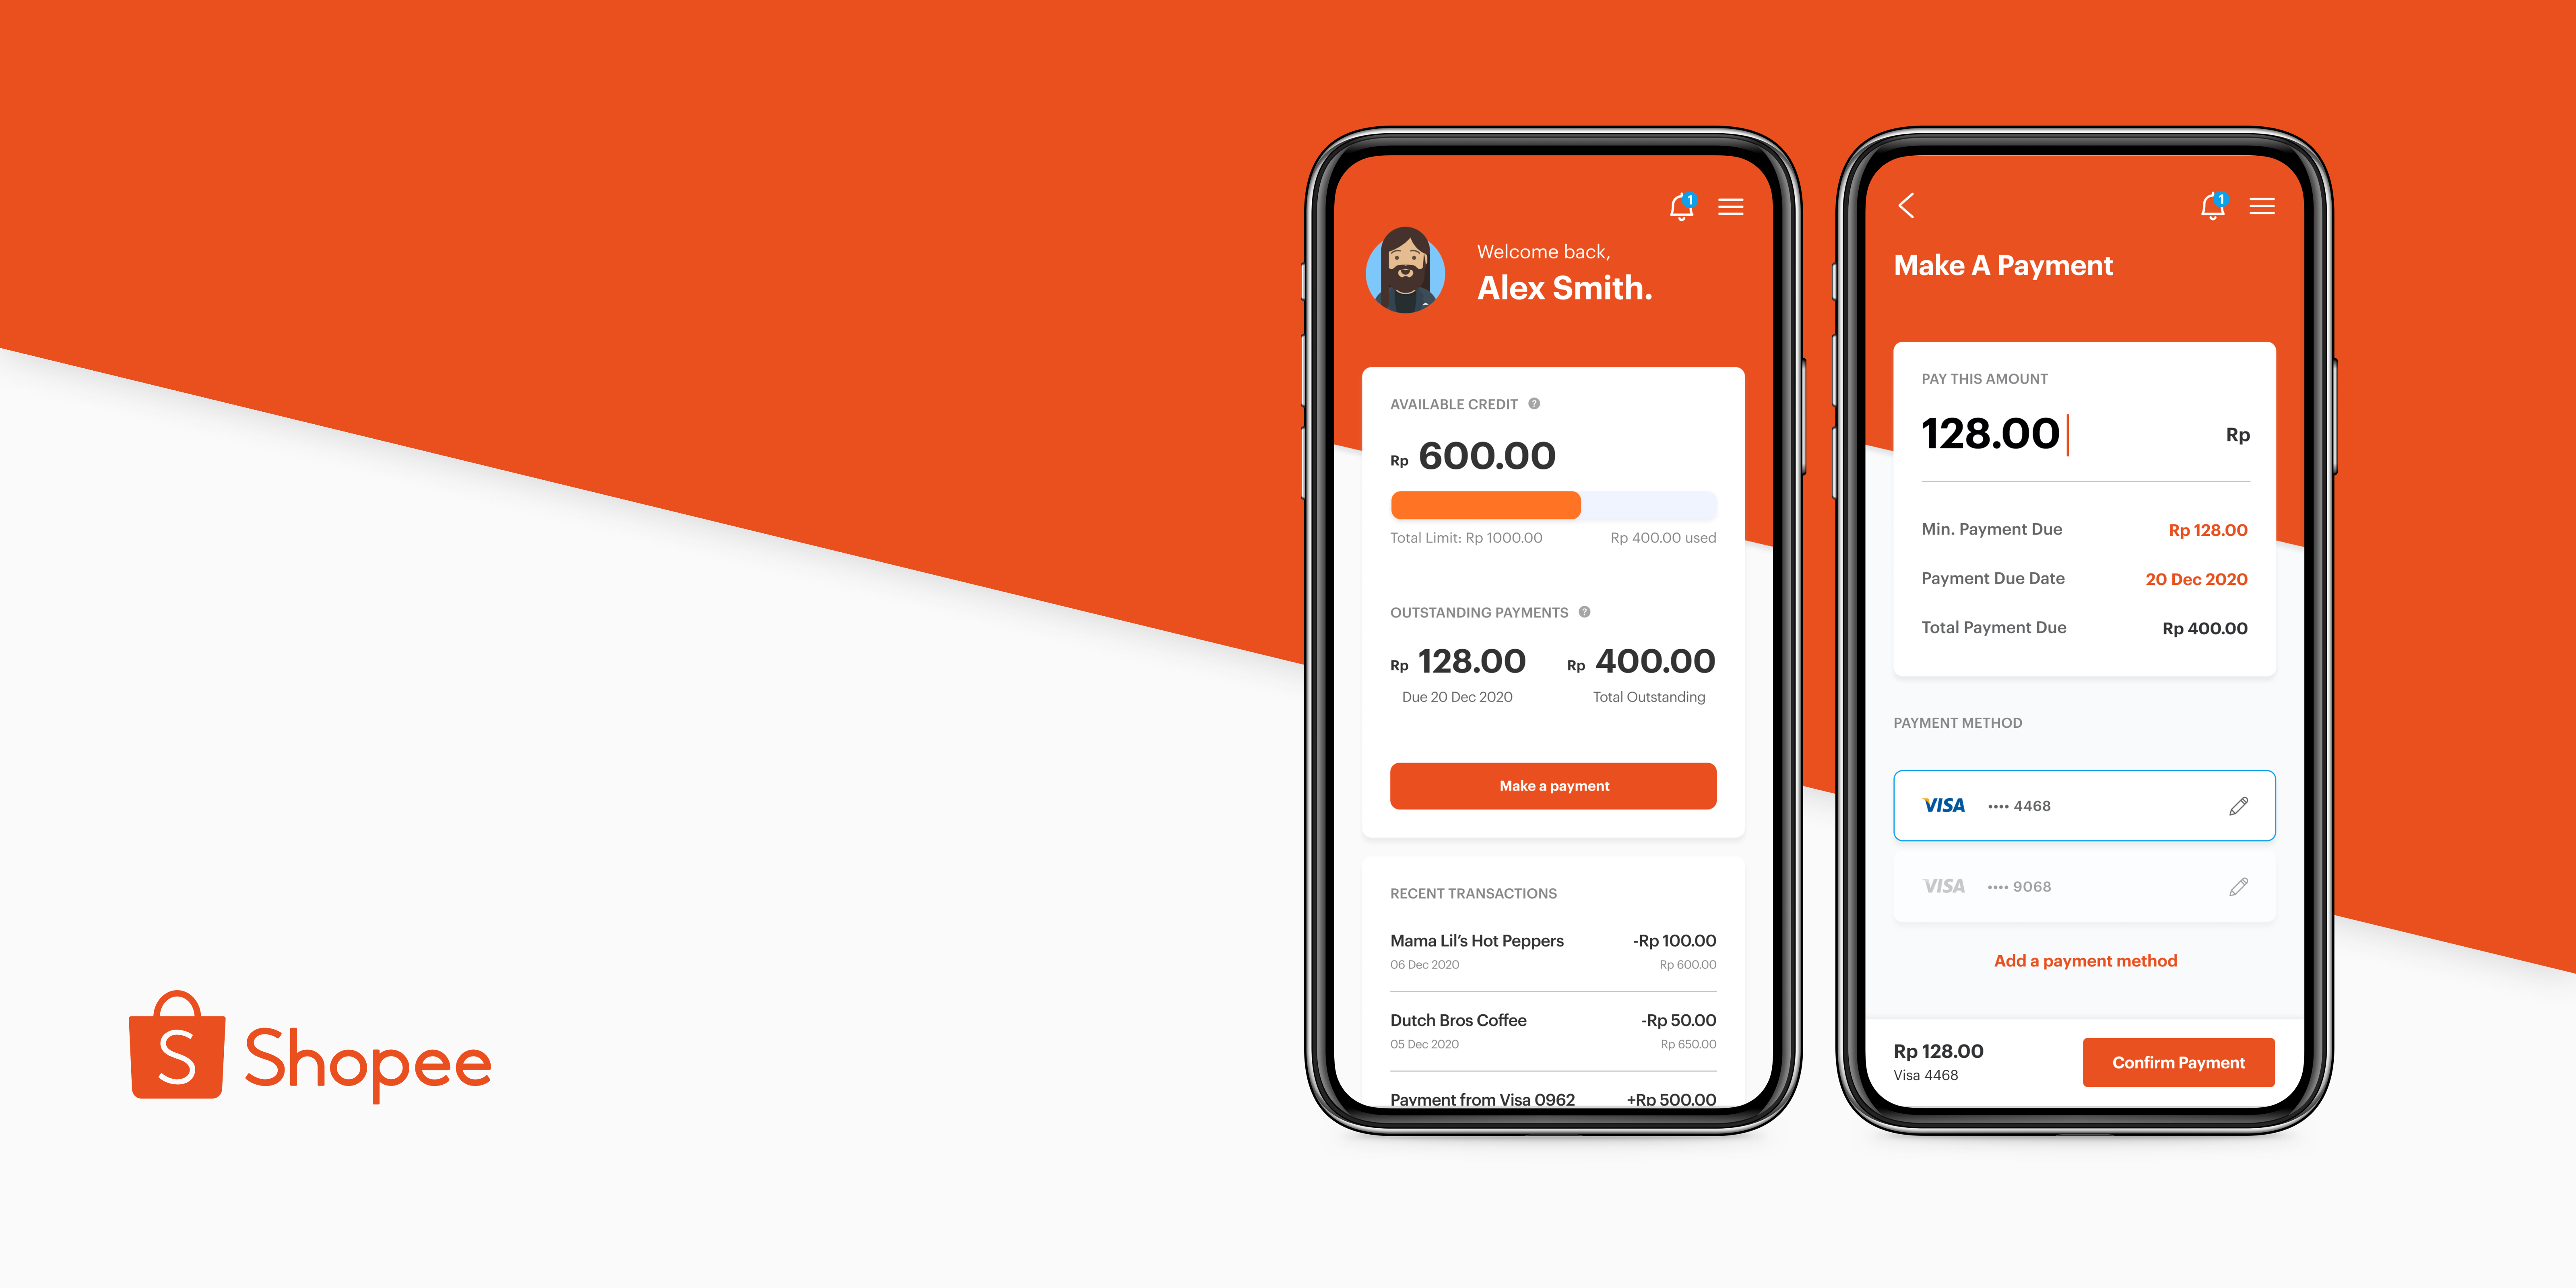 1
Welcome back,
Alex Smith.
AVAILABLE CREDIT ?
Rp 600.00
Total Limit: Rp 1000.00 Rp 400.00 used
OUTSTANDING PAYMENTS ?
Rp 128.00 Rp 400.00
Due 20 Dec 2020 Total Outstanding
Make a payment
RECENT TRANSACTIONS
Mama Lil's Hot Peppers -Rp 100.00
06 Dec 2020 Rp 600.00
Dutch Bros Coffee -Rp 50.00
05 Dec 2020 Rp 650.00
Payment from Visa 0962 +Rp 500.00
1
Make A Payment
PAY THIS AMOUNT
128.00 Rp
Min. Payment Due Rp 128.00
Payment Due Date 20 Dec 2020
Total Payment Due Rp 400.00
PAYMENT METHOD
VISA •••• 4468
VISA •••• 9068
Add a payment method
Rp 128.00
Visa 4468
Confirm Payment
S Shopee